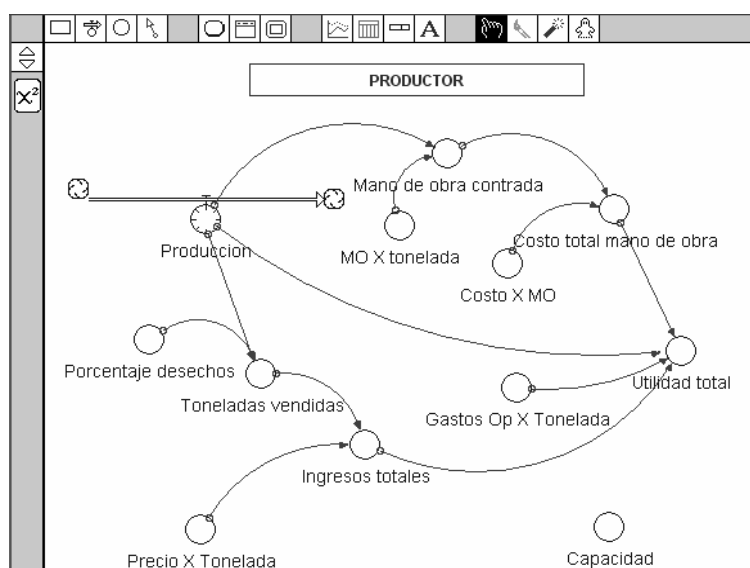 A
X²
PRODUCTOR
Mano de obra contrada
Produccion
MO X tonelada
Costo total mano de obra
Costo X MO
Porcentaje desechos
Toneladas vendidas
Utilidad total
Gastos Op X Tonelada
Ingresos totales
Precio X Tonelada
Capacidad